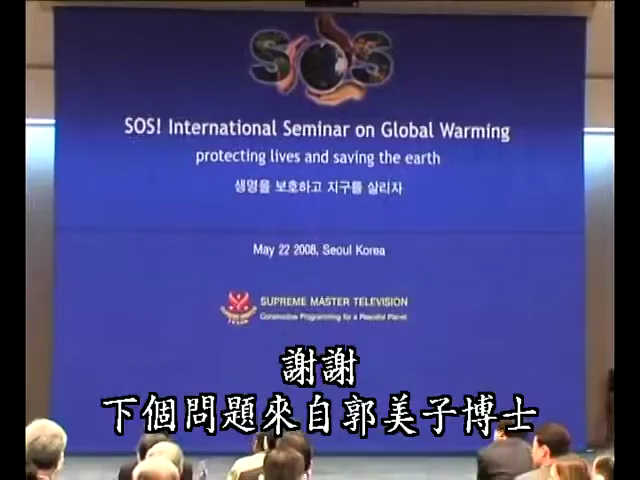 SOS
SOS! International Seminar on Global Warming
protecting lives and saving the earth
생명을 보호하고 지구를 살리자
May 22 2008, Seoul Korea
SUPREME MASTER TELEVISION
Constructive Programming for a Peaceful Planet
謝謝
下個問題來自郭美子博士